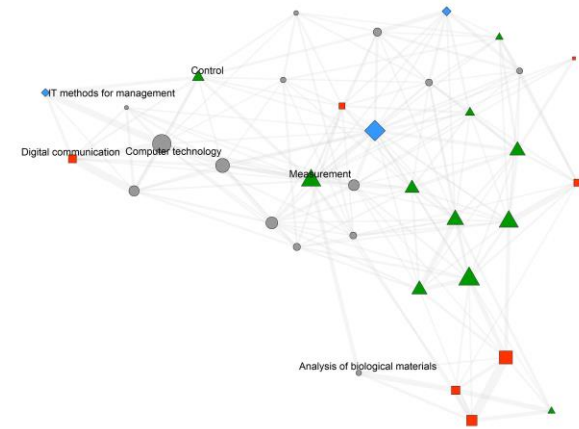 Control
IT methods for management
Digital communication
Computer technology
Measurement
Analysis of biological materials